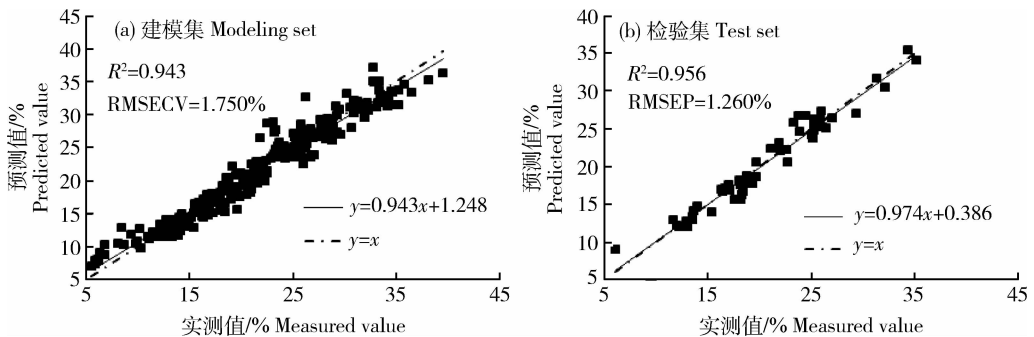 (a) 建模集 Modeling set
R²=0.943
RMSECV=1.750%
预测值/%
Predicted value
45
40
35
30
25
20
15
10
5
y=0.943x+1.248
y=x
5
15
25
35
45
实测值/% Measured value
(b) 检验集 Test set
R²=0.956
RMSEP=1.260%
预测值/%
Predicted value
40
35
30
25
20
15
10
5
y=0.974x+0.386
y=x
5
15
25
35
45
实测值/% Measured value